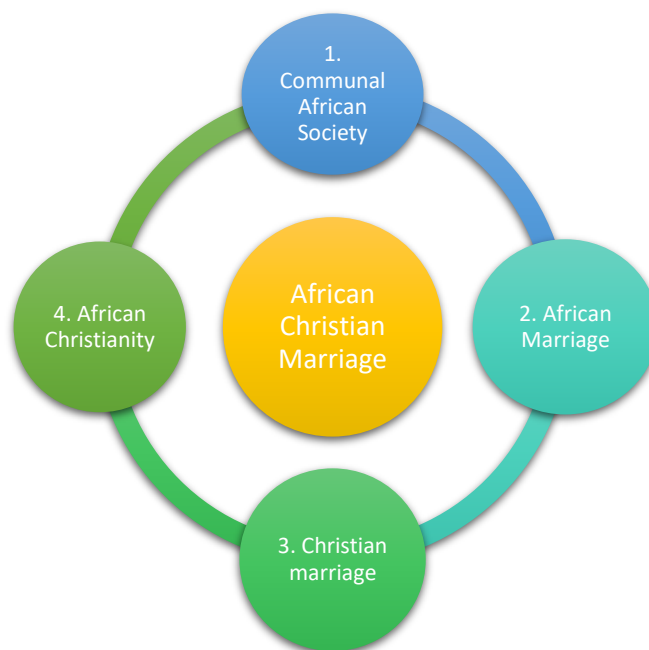 1.
Communal
African
Society
African
Christian
Marriage
4. African
Christianity
2. African
Marriage
3. Christian
marriage